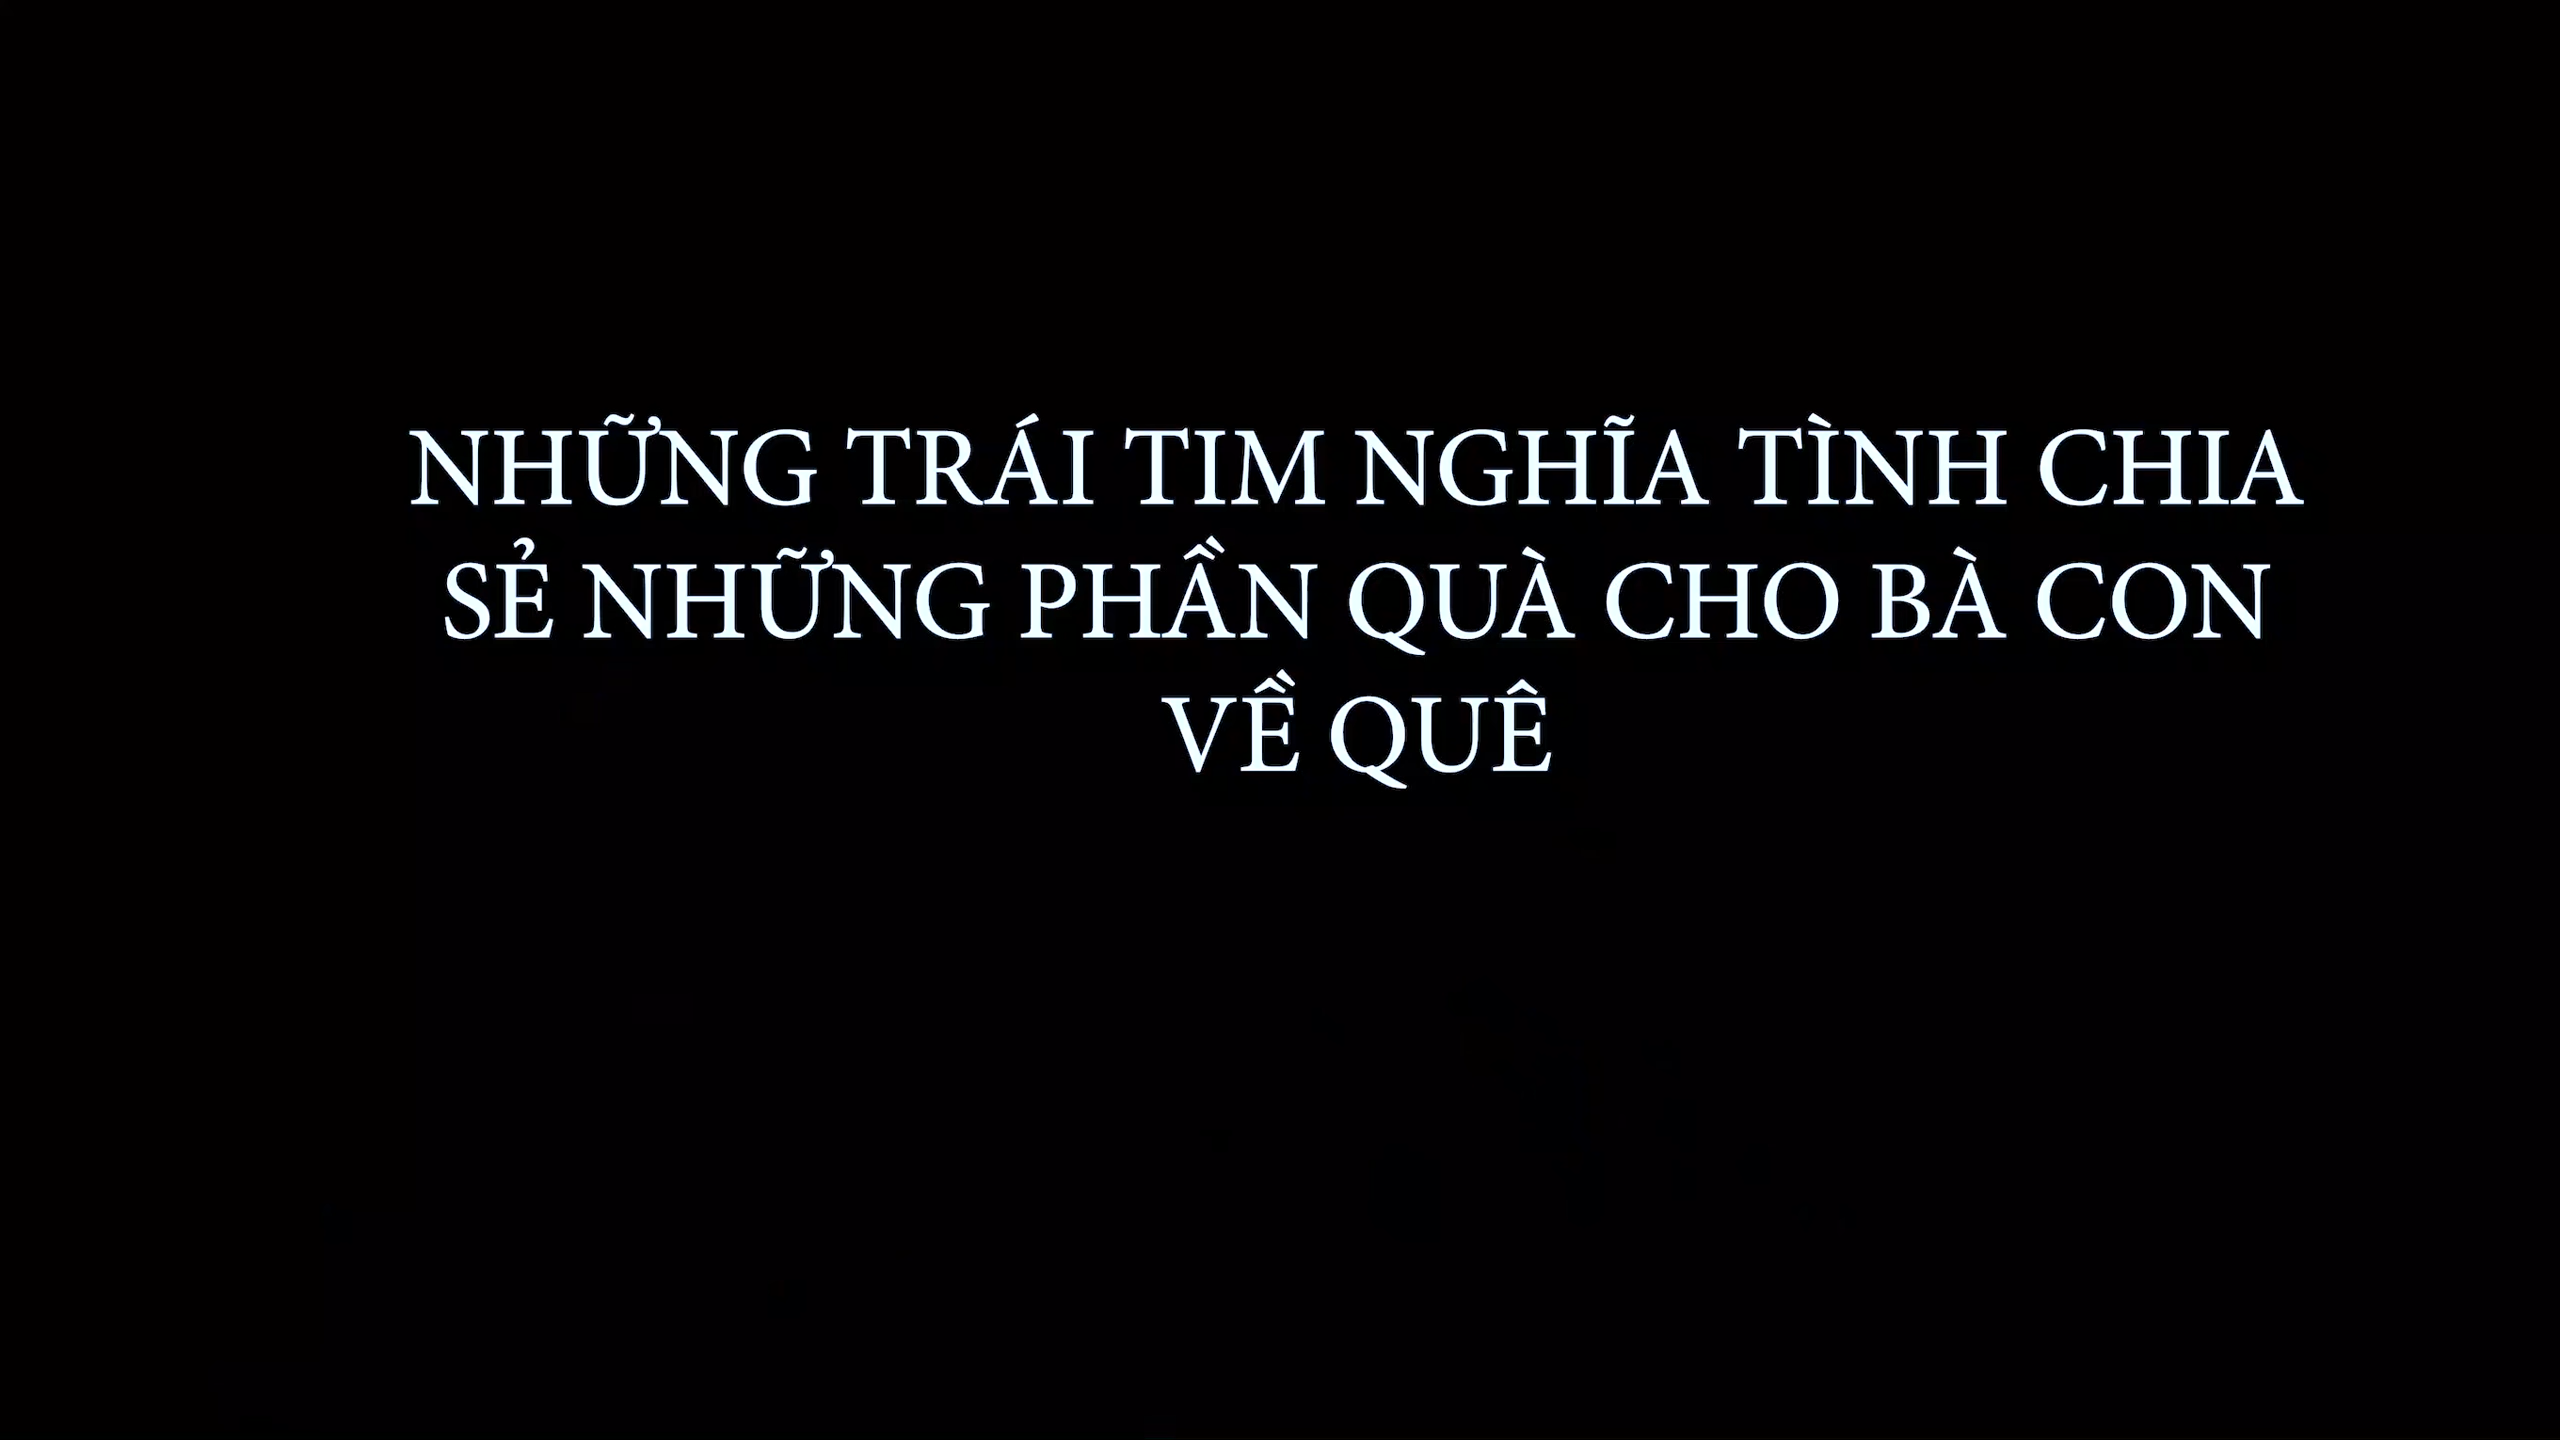 NHỮNG TRÁI TIM NGHĨA TÌNH CHIA
SẺ NHỮNG PHẦN QUÀ CHO BÀ CON
VỀ QUÊ